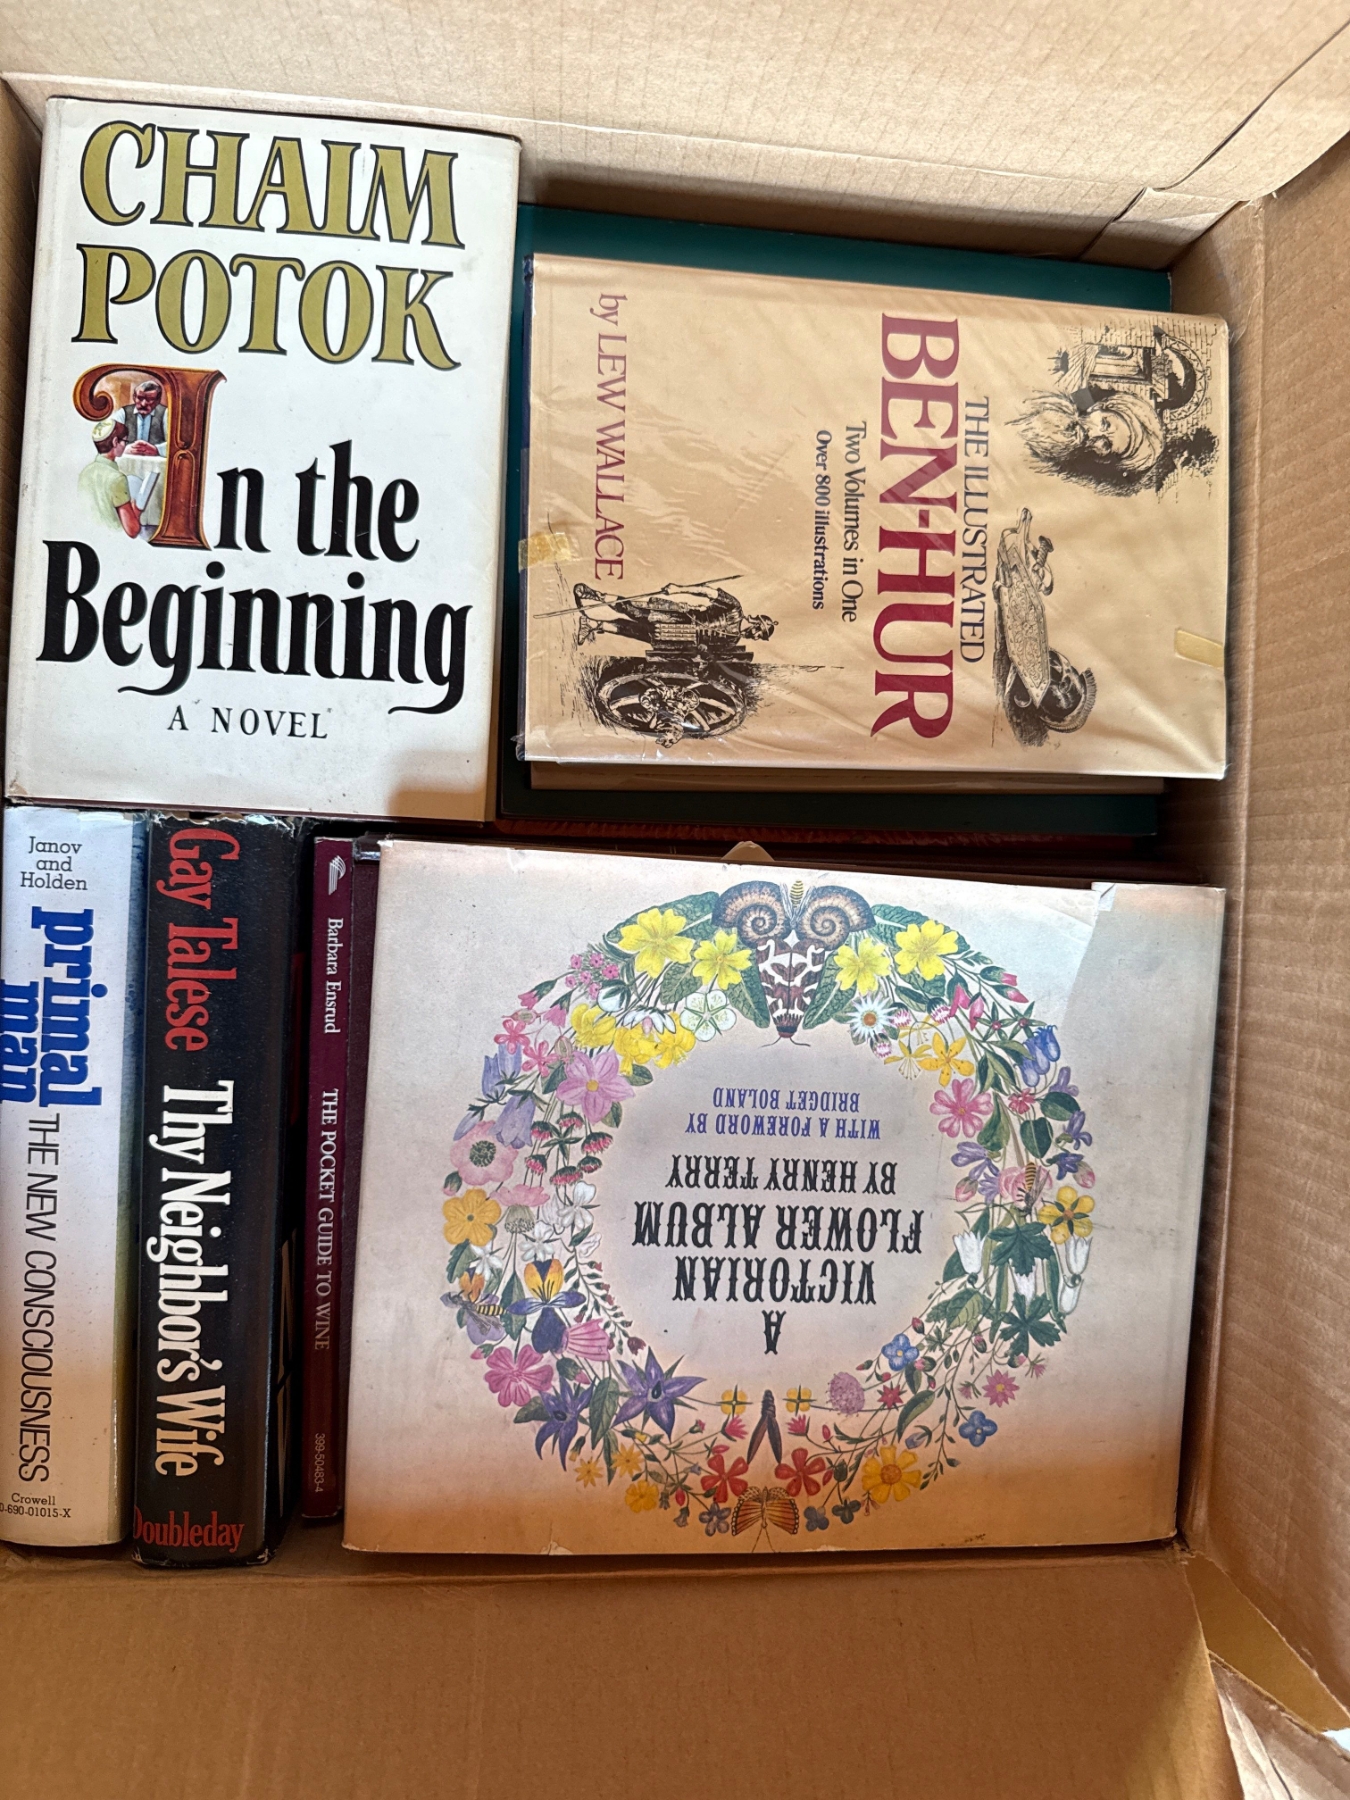 CHAIM
POTOK
In the
Beginning
A NOVEL
THE ILLUSTRATED
BEN-HUR
Two Volumes in One
Over 800 illustrations
by LEW WALLACE
Janov
and
Holden
primal
man
THE NEW CONSCIOUSNESS
Crowell
0-690-01015-X
Gay Talese Thy Neighbor's Wife
Doubleday
Barbara Ensrud THE POCKET GUIDE TO WINE 399-50483-4
A
VICTORIAN
FLOWER ALBUM
BY HENRY TERRY
WITH A FOREWORD BY
BRIDGET BOLAND